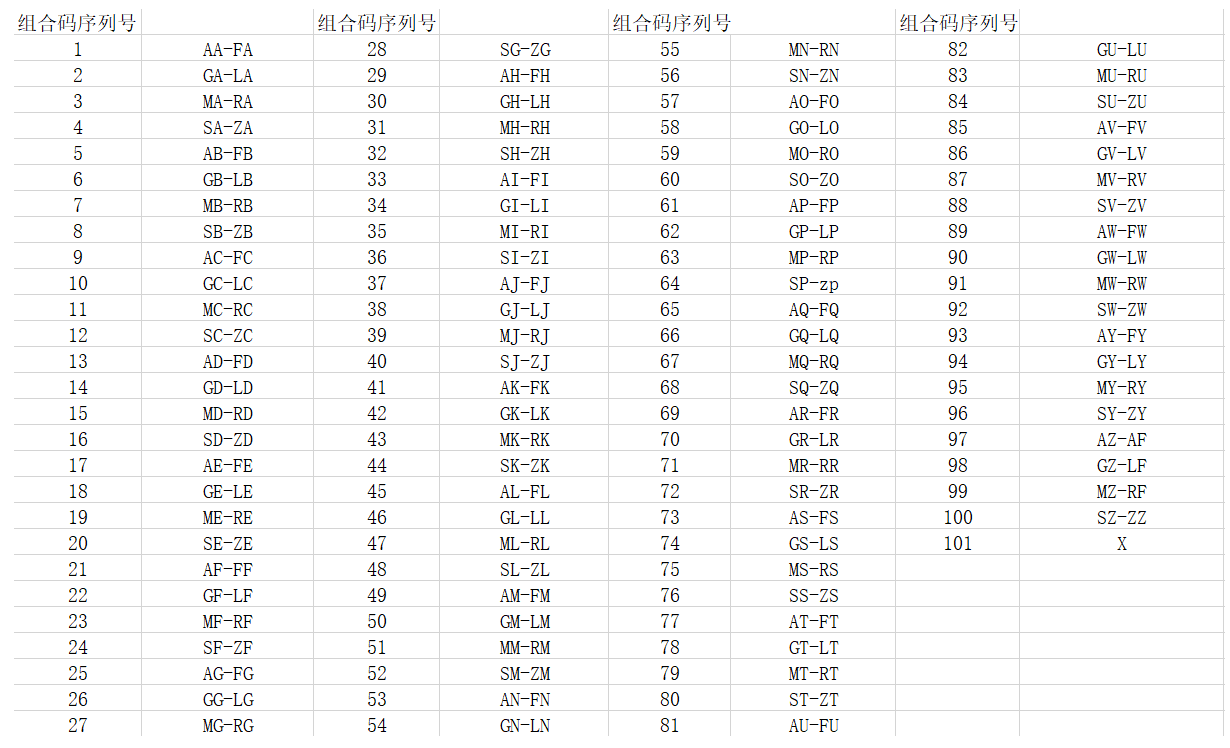 组合码序列号 组合码序列号 组合码序列号 组合码序列号
1 AA-FA 28 SG-ZG 55 MN-RN 82 GU-LU
2 GA-LA 29 AH-FH 56 SN-ZN 83 MU-RU
3 MA-RA 30 GH-LH 57 AO-FO 84 SU-ZU
4 SA-ZA 31 MH-RH 58 GO-LO 85 AV-FV
5 AB-FB 32 SH-ZH 59 MO-RO 86 GV-LV
6 GB-LB 33 AI-FI 60 SO-ZO 87 MV-RV
7 MB-RB 34 GI-LI 61 AP-FP 88 SV-ZV
8 SB-ZB 35 MI-RI 62 GP-LP 89 AW-FW
9 AC-FC 36 SI-ZI 63 MP-RP 90 GW-LW
10 GC-LC 37 AJ-FJ 64 SP-zp 91 MW-RW
11 MC-RC 38 GJ-LJ 65 AQ-FQ 92 SW-ZW
12 SC-ZC 39 MJ-RJ 66 GQ-LQ 93 AY-FY
13 AD-FD 40 SJ-ZJ 67 MQ-RQ 94 GY-LY
14 GD-LD 41 AK-FK 68 SQ-ZQ 95 MY-RY
15 MD-RD 42 GK-LK 69 AR-FR 96 SY-ZY
16 SD-ZD 43 MK-RK 70 GR-LR 97 AZ-AF
17 AE-FE 44 SK-ZK 71 MR-RR 98 GZ-LF
18 GE-LE 45 AL-FL 72 SR-ZR 99 MZ-RF
19 ME-RE 46 GL-LL 73 AS-FS 100 SZ-ZZ
20 SE-ZE 47 ML-RL 74 GS-LS 101 X
21 AF-FF 48 SL-ZL 75 MS-RS
22 GF-LF 49 AM-FM 76 SS-ZS
23 MF-RF 50 GM-LM 77 AT-FT
24 SF-ZF 51 MM-RM 78 GT-LT
25 AG-FG 52 SM-ZM 79 MT-RT
26 GG-LG 53 AN-FN 80 ST-ZT
27 MG-RG 54 GN-LN 81 AU-FU